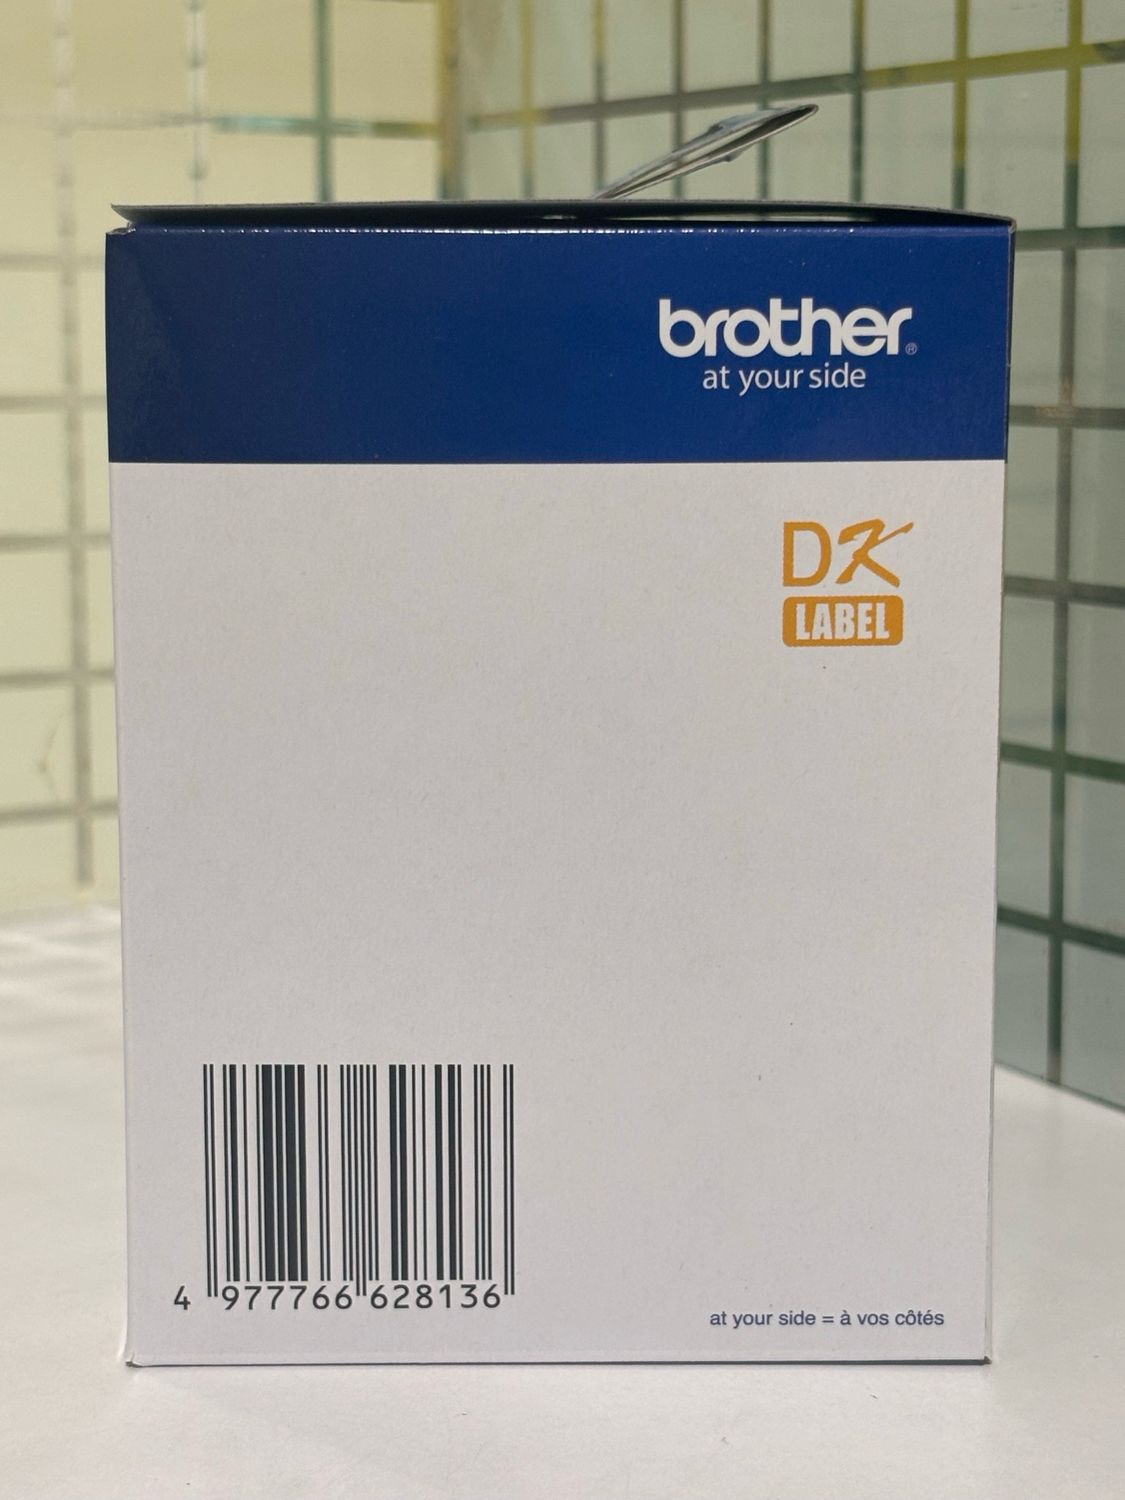 brother®
at your side
DK
LABEL
4 977766 628136
at your side = à vos côtés